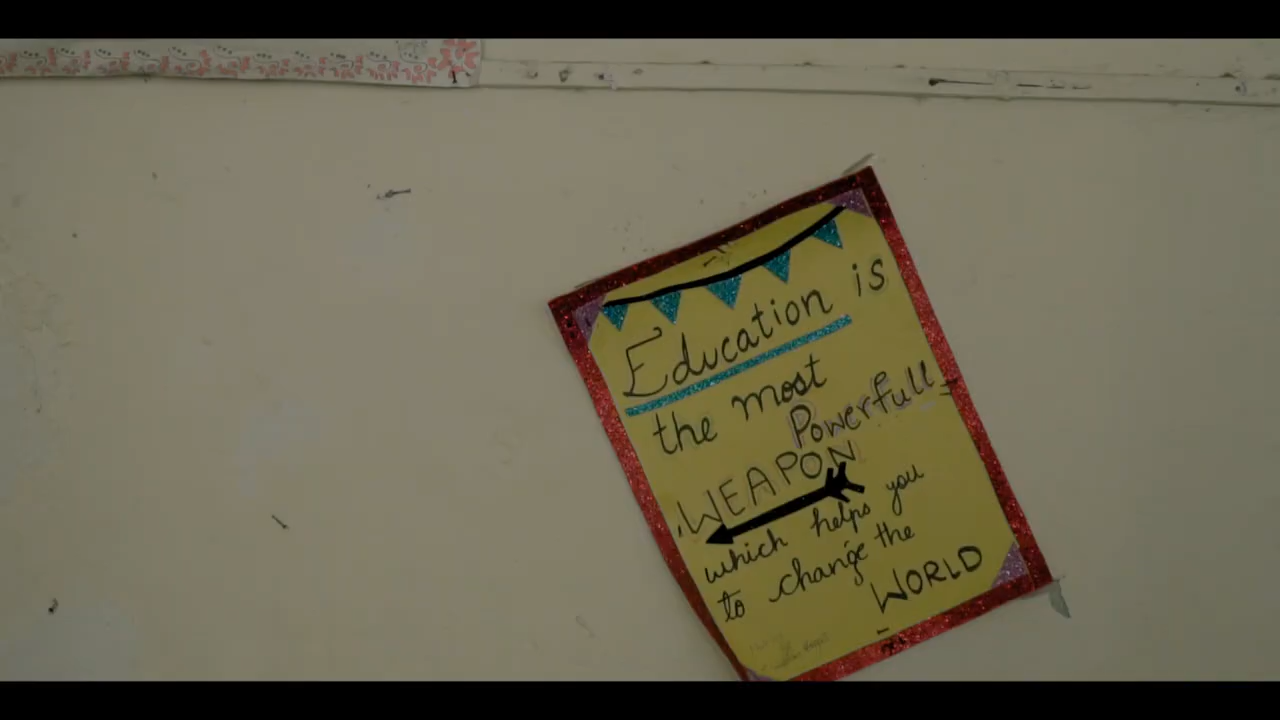 Education is
the most
Powerfull
WEAPON
which helps you
to change the
WORLD